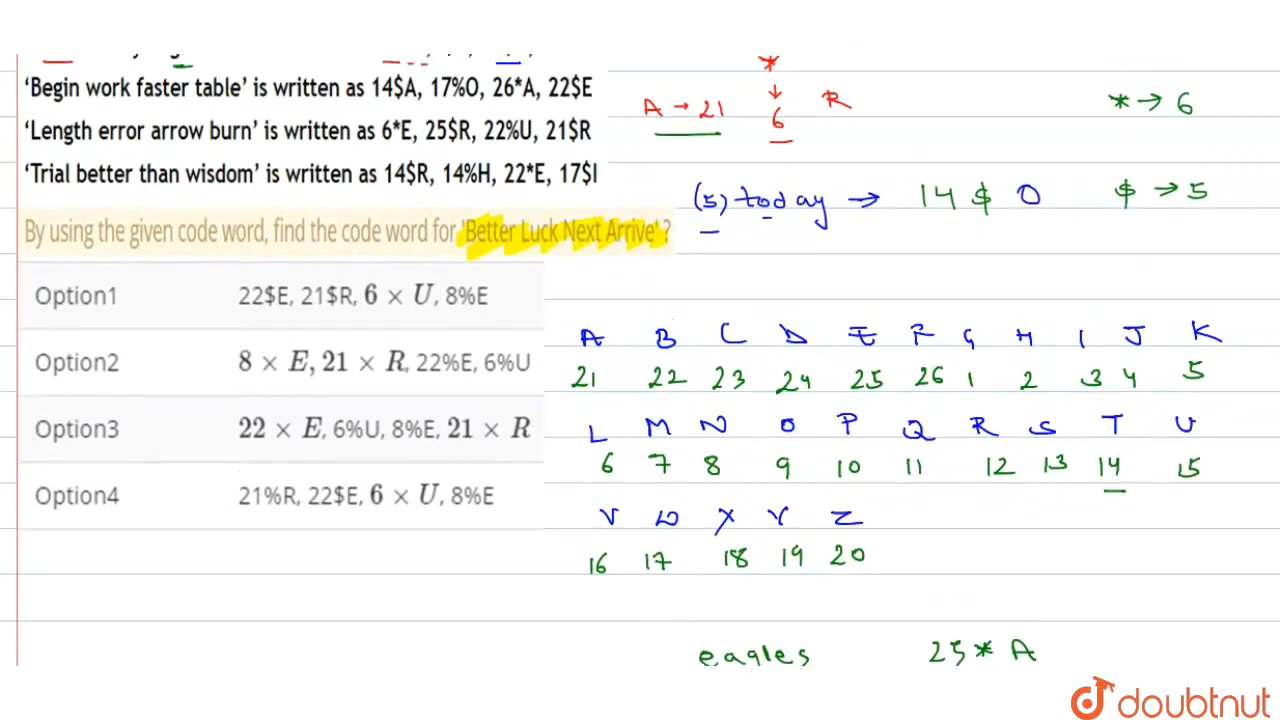 ‘Begin work faster table’ is written as 14$A, 17%O, 26*A, 22$E
‘Length error arrow burn’ is written as 6*E, 25$R, 22%U, 21$R
‘Trial better than wisdom’ is written as 14$R, 14%H, 22*E, 17$I
By using the given code word, find the code word for 'Better Luck Next Arrive' ?
Option1 22$E, 21$R, 6 × U, 8%E
Option2 8 × E, 21 × R, 22%E, 6%U
Option3 22 × E, 6%U, 8%E, 21 × R
Option4 21%R, 22$E, 6 × U, 8%E
*
↓
A → 21 6 R * → 6
(5) today → 14 $ O $ → 5
A B C D E F G H I J K
21 22 23 24 25 26 1 2 3 4 5
L M N O P Q R S T U
6 7 8 9 10 11 12 13 14 15
V W X Y Z
16 17 18 19 20
eagles 25 * A
doubtnut